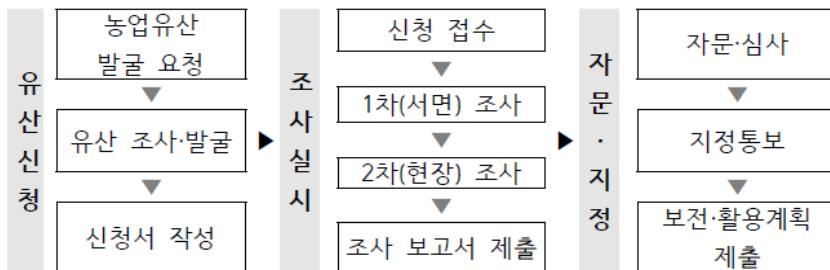 유산신청
농업유산
발굴 요청
유산 조사·발굴
신청서 작성
조사실시
신청 접수
1차(서면) 조사
2차(현장) 조사
조사 보고서 제출
자문·지정
자문·심사
지정통보
보전·활용계획
제출